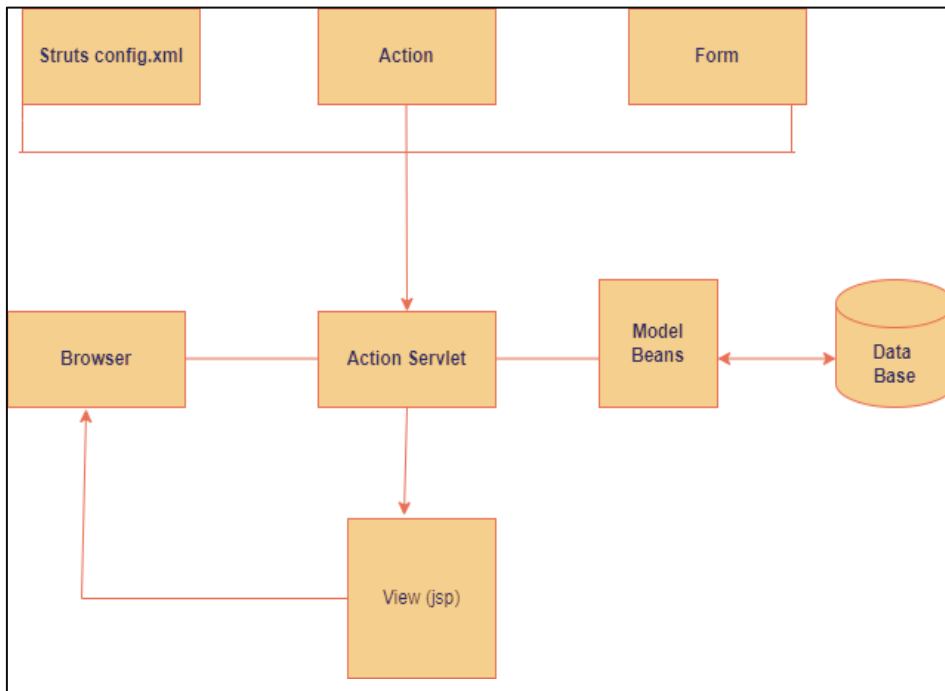 Struts config.xml
Action
Form
Browser
Action Servlet
Model
Beans
Data
Base
View (jsp)